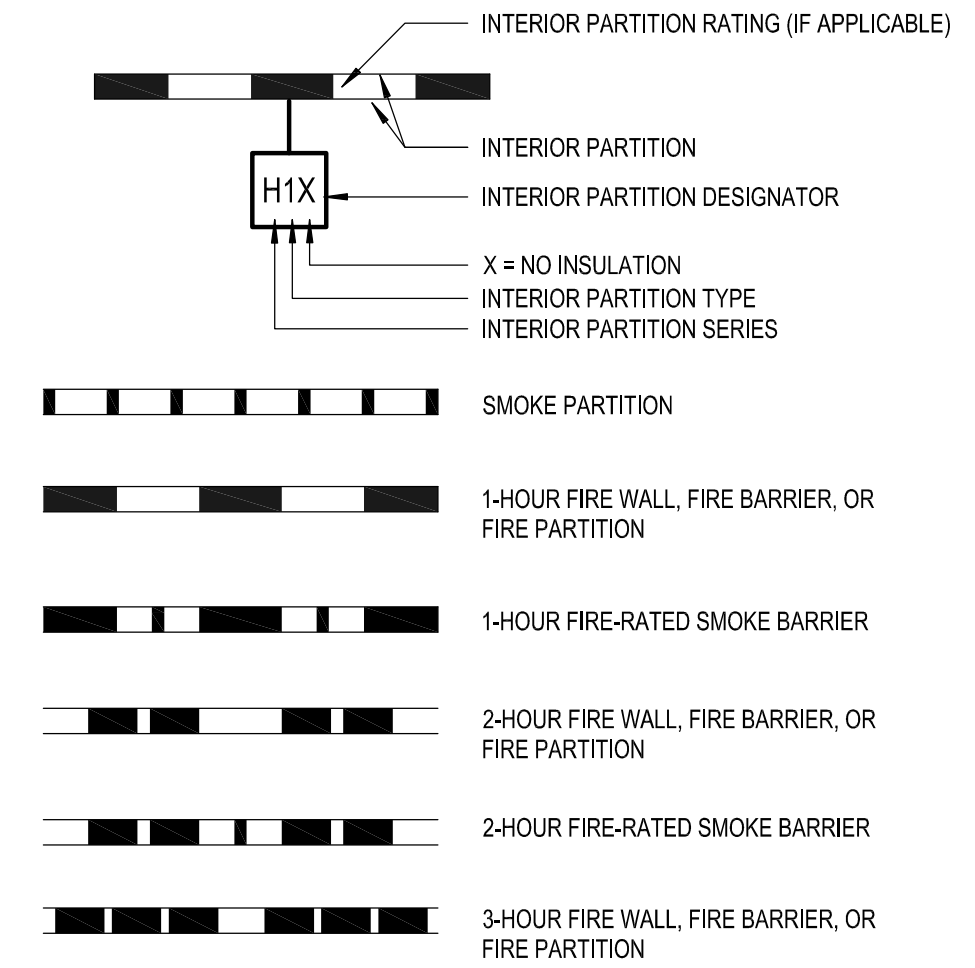 INTERIOR PARTITION RATING (IF APPLICABLE)
INTERIOR PARTITION
H1X
INTERIOR PARTITION DESIGNATOR
X = NO INSULATION
INTERIOR PARTITION TYPE
INTERIOR PARTITION SERIES
SMOKE PARTITION
1-HOUR FIRE WALL, FIRE BARRIER, OR
FIRE PARTITION
1-HOUR FIRE-RATED SMOKE BARRIER
2-HOUR FIRE WALL, FIRE BARRIER, OR
FIRE PARTITION
2-HOUR FIRE-RATED SMOKE BARRIER
3-HOUR FIRE WALL, FIRE BARRIER, OR
FIRE PARTITION